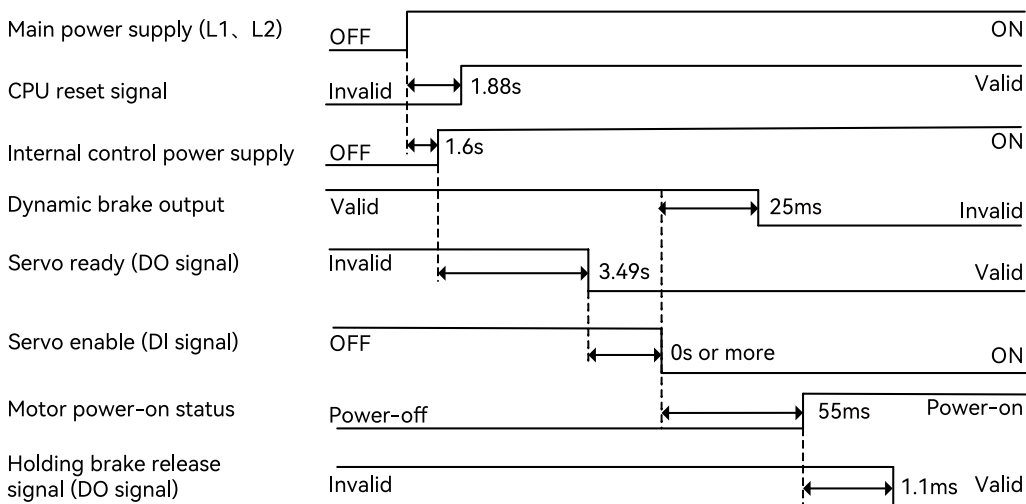 Main power supply (L1、L2)
OFF
ON
CPU reset signal
Invalid
1.88s
Valid
Internal control power supply
OFF
1.6s
ON
Dynamic brake output
Valid
25ms
Invalid
Servo ready (DO signal)
Invalid
3.49s
Valid
Servo enable (DI signal)
OFF
0s or more
ON
Motor power-on status
Power-off
55ms
Power-on
Holding brake release
signal (DO signal)
Invalid
1.1ms
Valid